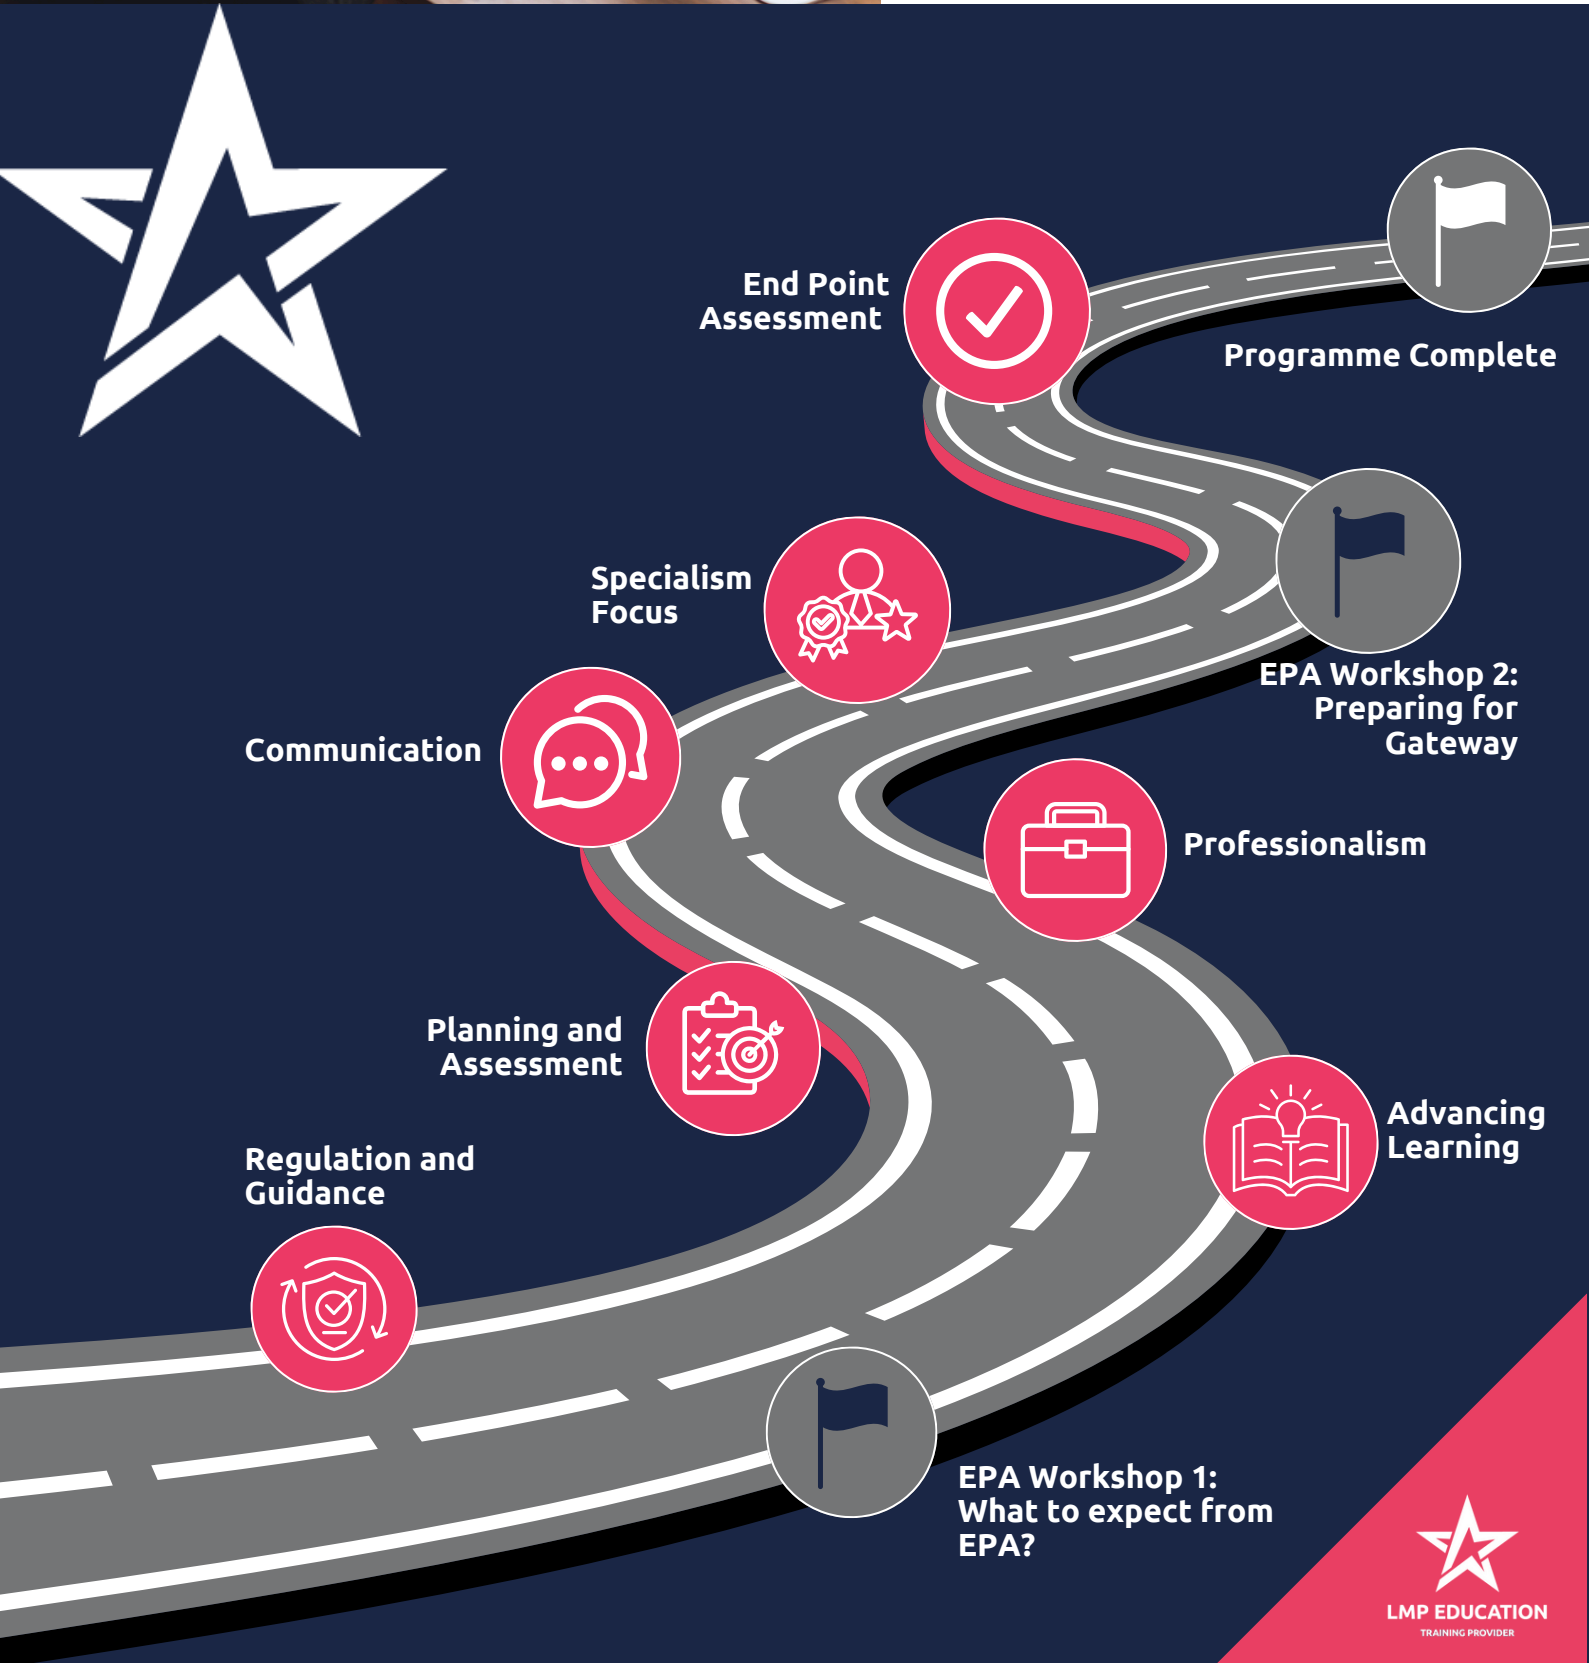 End Point
Assessment
Programme Complete
Specialism
Focus
EPA Workshop 2:
Preparing for
Gateway
Communication
Professionalism
Planning and
Assessment
Advancing
Learning
Regulation and
Guidance
EPA Workshop 1:
What to expect from
EPA?
LMP EDUCATION
TRAINING PROVIDER